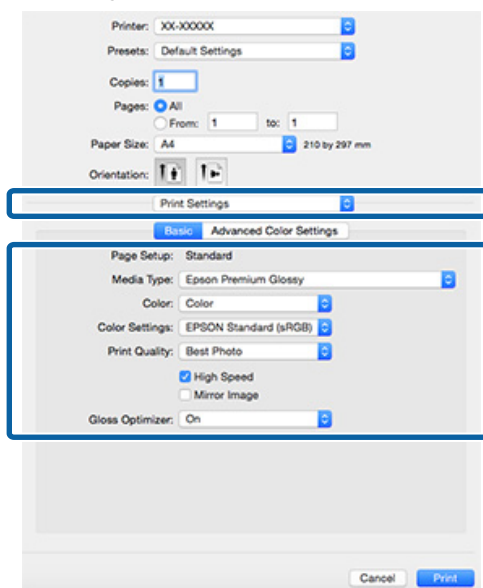 Printer: XX-XXXXX
Presets: Default Settings
Copies: 1
Pages: All
From: 1 to: 1
Paper Size: A4 210 by 297 mm
Orientation:
Print Settings
Basic Advanced Color Settings
Page Setup: Standard
Media Type: Epson Premium Glossy
Color: Color
Color Settings: EPSON Standard (sRGB)
Print Quality: Best Photo
High Speed
Mirror Image
Gloss Optimizer: On
Cancel Print